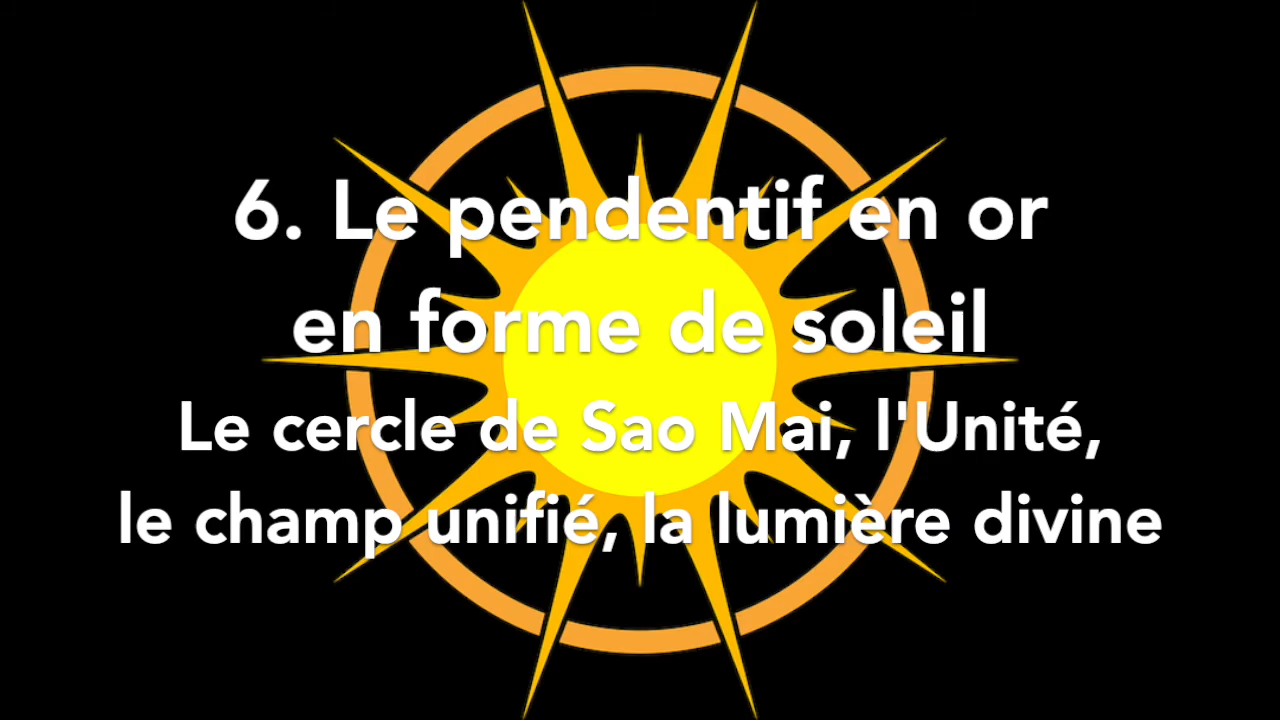 6. Le pendentif en or
en forme de soleil
Le cercle de Sao Mai, l'Unité,
le champ unifié, la lumière divine